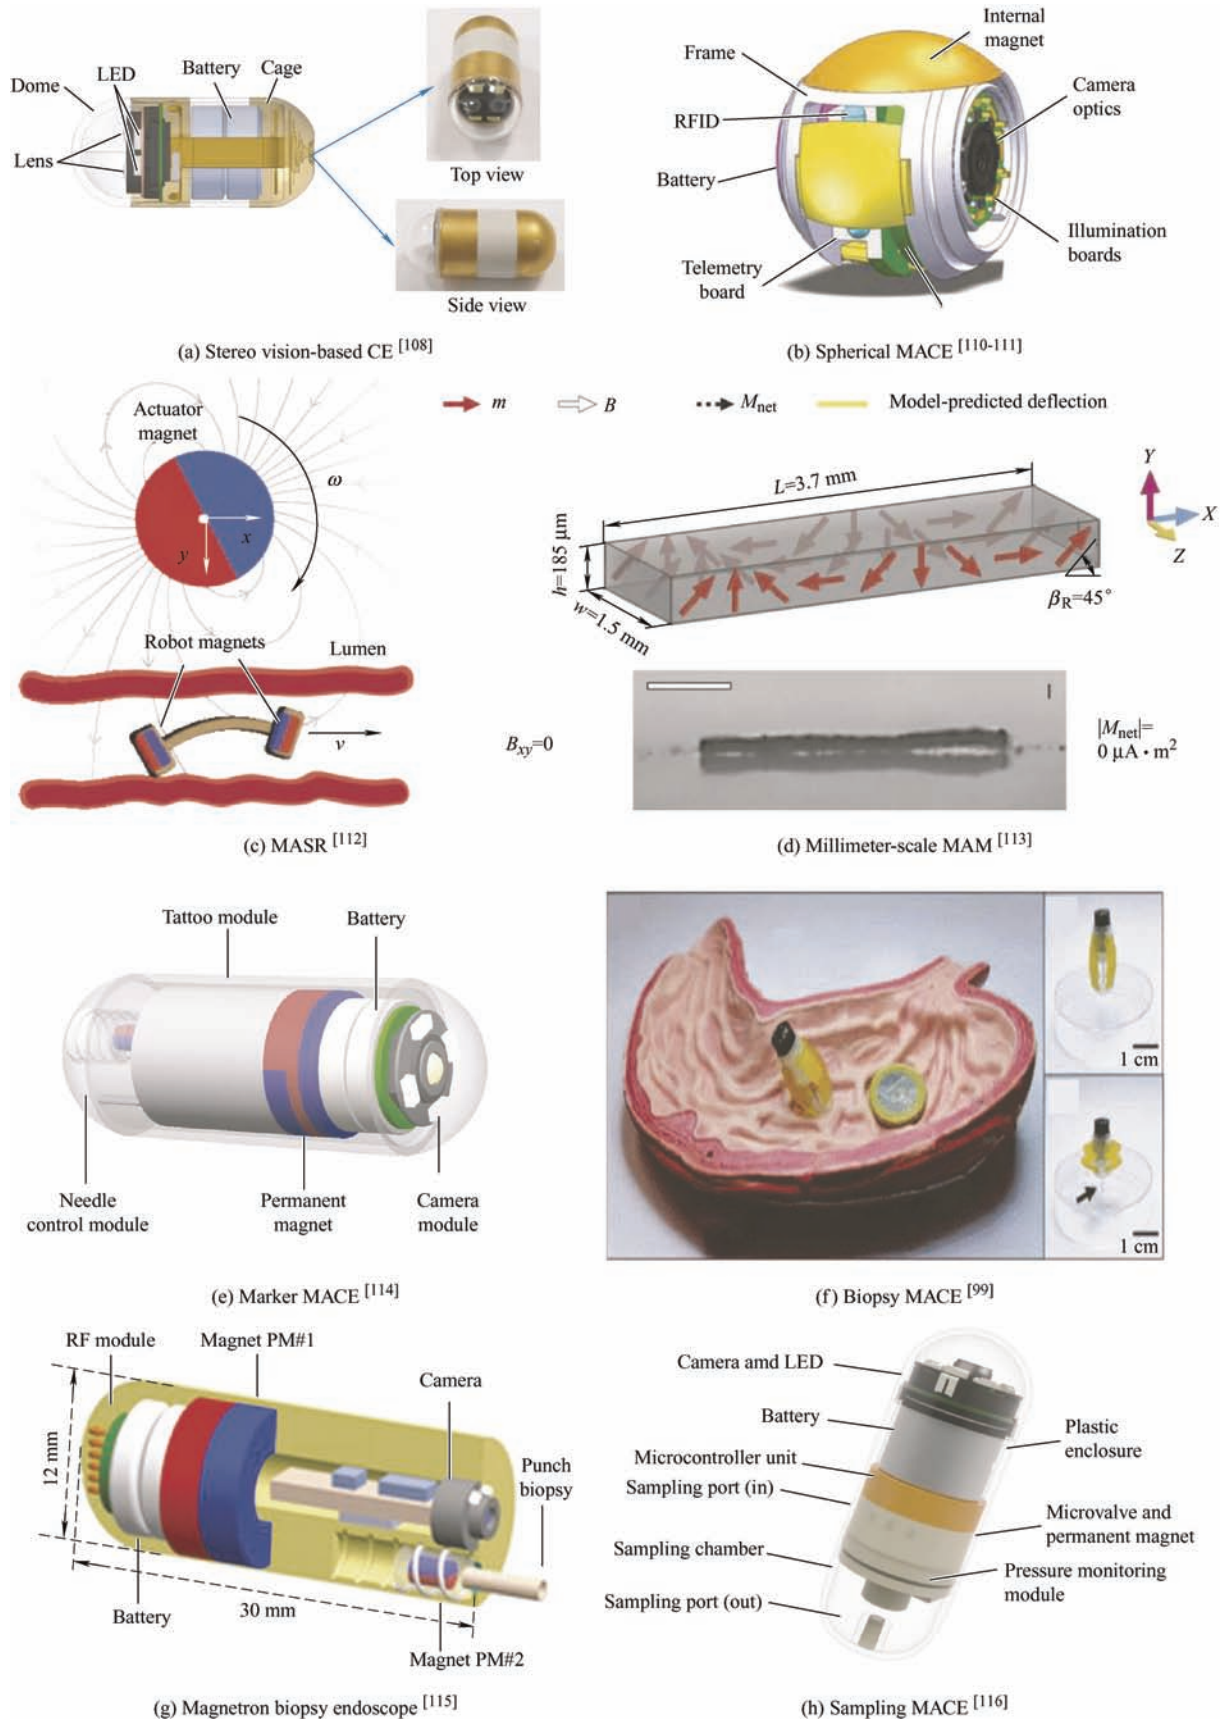 LED
Battery
Cage
Dome
Lens
Top view
Side view
(a) Stereo vision-based CE [108]
Internal
magnet
Frame
Camera
optics
RFID
Battery
Illumination
boards
Telemetry
board
(b) Spherical MACE [110-111]
Actuator
magnet
ω
x
y
Robot magnets
Lumen
v
(c) MASR [112]
m
B
Mnet
Model-predicted deflection
L=3.7 mm
h=185 μm
w=1.5 mm
βR=45°
Y
X
Z
Bxy=0
|Mnet|=
0 μA · m2
(d) Millimeter-scale MAM [113]
Tattoo module
Battery
Needle
control module
Permanent
magnet
Camera
module
(e) Marker MACE [114]
1 cm
1 cm
(f) Biopsy MACE [99]
RF module
Magnet PM#1
Camera
12 mm
Punch
biopsy
Battery
30 mm
Magnet PM#2
(g) Magnetron biopsy endoscope [115]
Camera amd LED
Battery
Plastic
enclosure
Microcontroller unit
Sampling port (in)
Microvalve and
permanent magnet
Sampling chamber
Pressure monitoring
module
Sampling port (out)
(h) Sampling MACE [116]